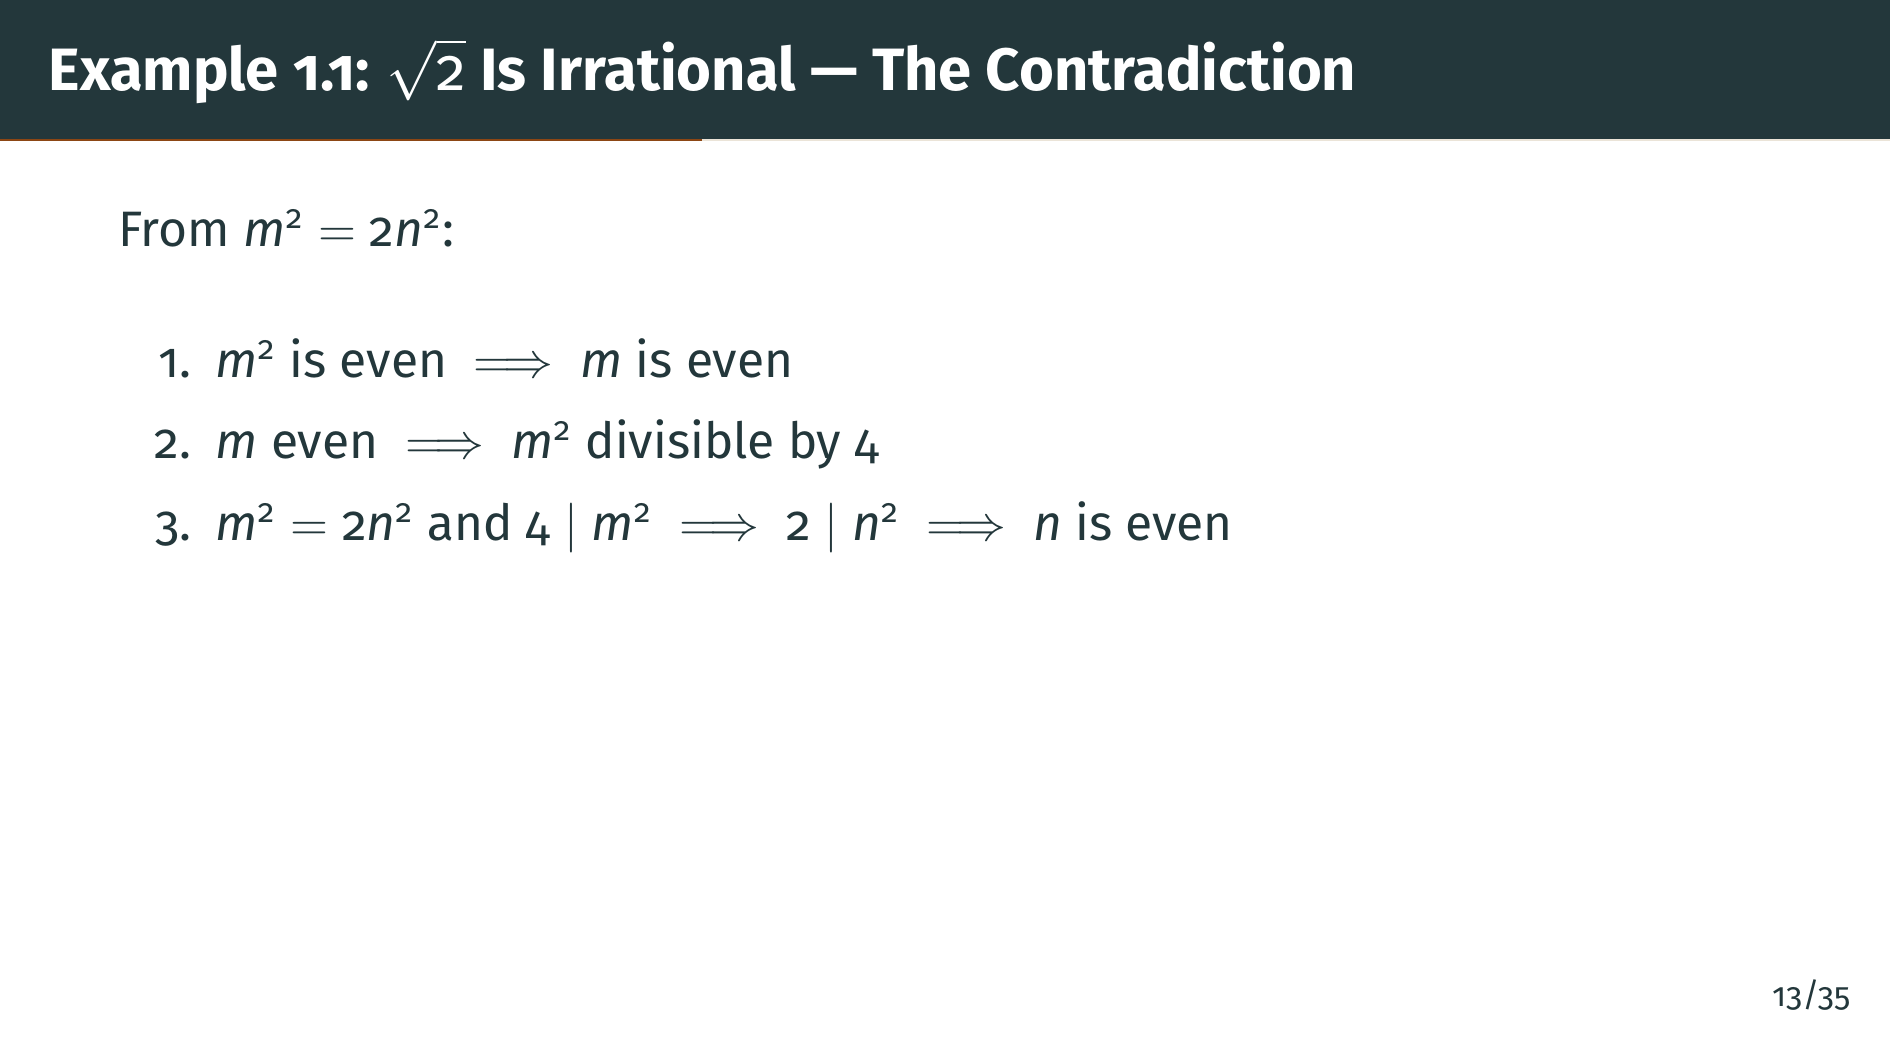 Example 1.1: √2 Is Irrational — The Contradiction
From m² = 2n²:
1. m² is even ⟹ m is even
2. m even ⟹ m² divisible by 4
3. m² = 2n² and 4 | m² ⟹ 2 | n² ⟹ n is even
13/35